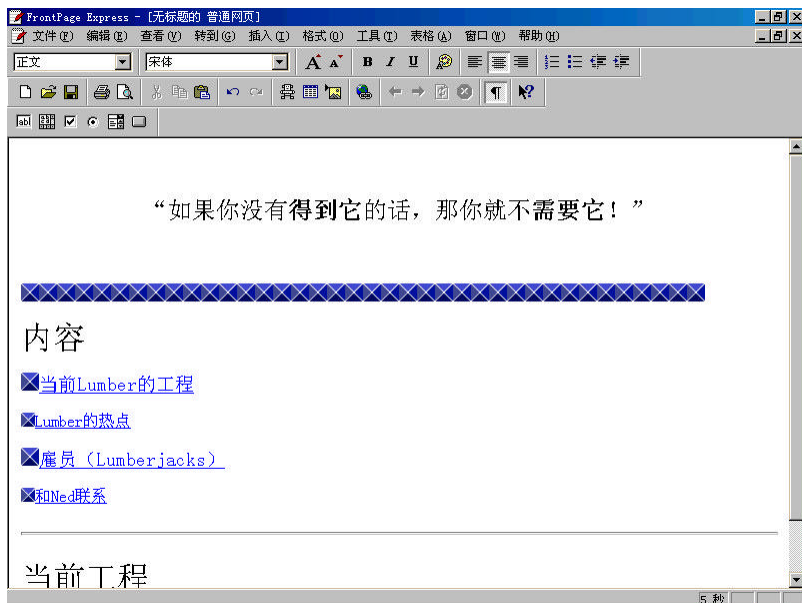 FrontPage Express - [无标题的 普通网页]
文件(F) 编辑(E) 查看(V) 转到(G) 插入(I) 格式(O) 工具(T) 表格(A) 窗口(W) 帮助(H)
正文 宋体 A A B I U
abl
“如果你没有得到它的话，那你就不需要它！”
内容
当前Lumber的工程
Lumber的热点
雇员（Lumberjacks）
和Ned联系
当前工程
5 秒